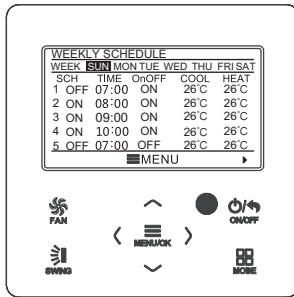 WEEKLY SCHEDULE
WEEK SUN MON TUE WED THU FRI SAT
SCH TIME OnOFF COOL HEAT
1 OFF 07:00 ON 26°C 26°C
2 ON 08:00 ON 26°C 26°C
3 ON 09:00 ON 26°C 26°C
4 ON 10:00 ON 26°C 26°C
5 OFF 07:00 OFF 26°C 26°C
MENU
FAN
ON/OFF
MENU/OK
SWING
MODE